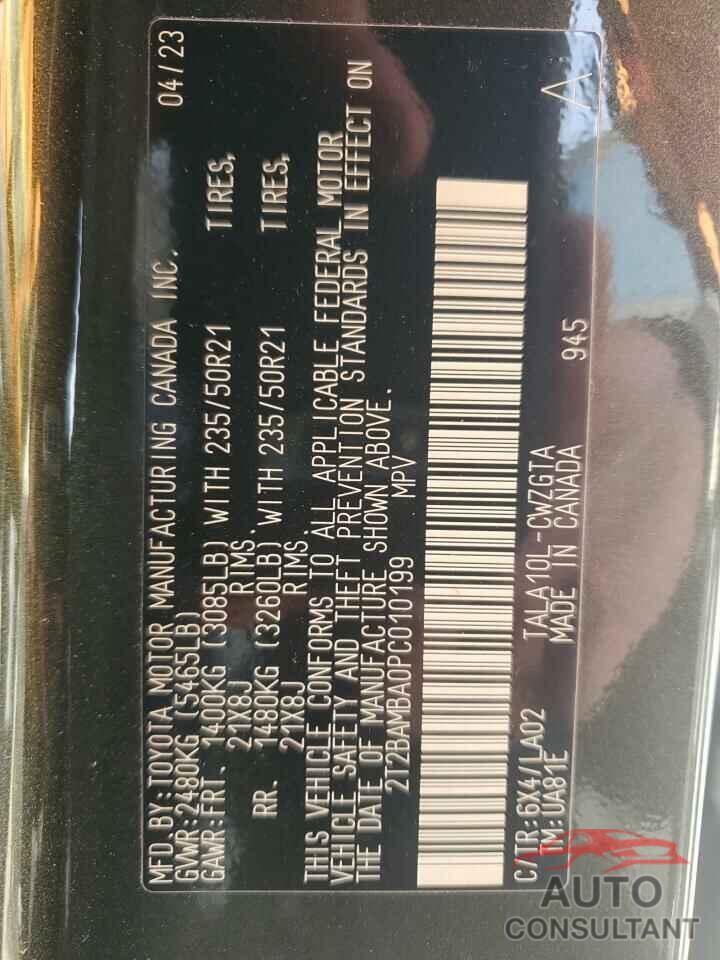 MFD.BY:TOYOTA MOTOR MANUFACTURING CANADA INC. 04/23
GVWR:2480KG (5465LB)
GAWR:FRT. 1400KG (3085LB) WITH 235/50R21 TIRES,
21X8J RIMS.
RR. 1480KG (3260LB) WITH 235/50R21 TIRES,
21X8J RIMS.
THIS VEHICLE CONFORMS TO ALL APPLICABLE FEDERAL MOTOR
VEHICLE SAFETY AND THEFT PREVENTION STANDARDS IN EFFECT ON
THE DATE OF MANUFACTURE SHOWN ABOVE.
2T2BAMBA0PC010199 MPV
C/TR:6X4/LA02 TALA10L-CWZGTA 945
TM:UA81E MADE IN CANADA
AUTO
CONSULTANT